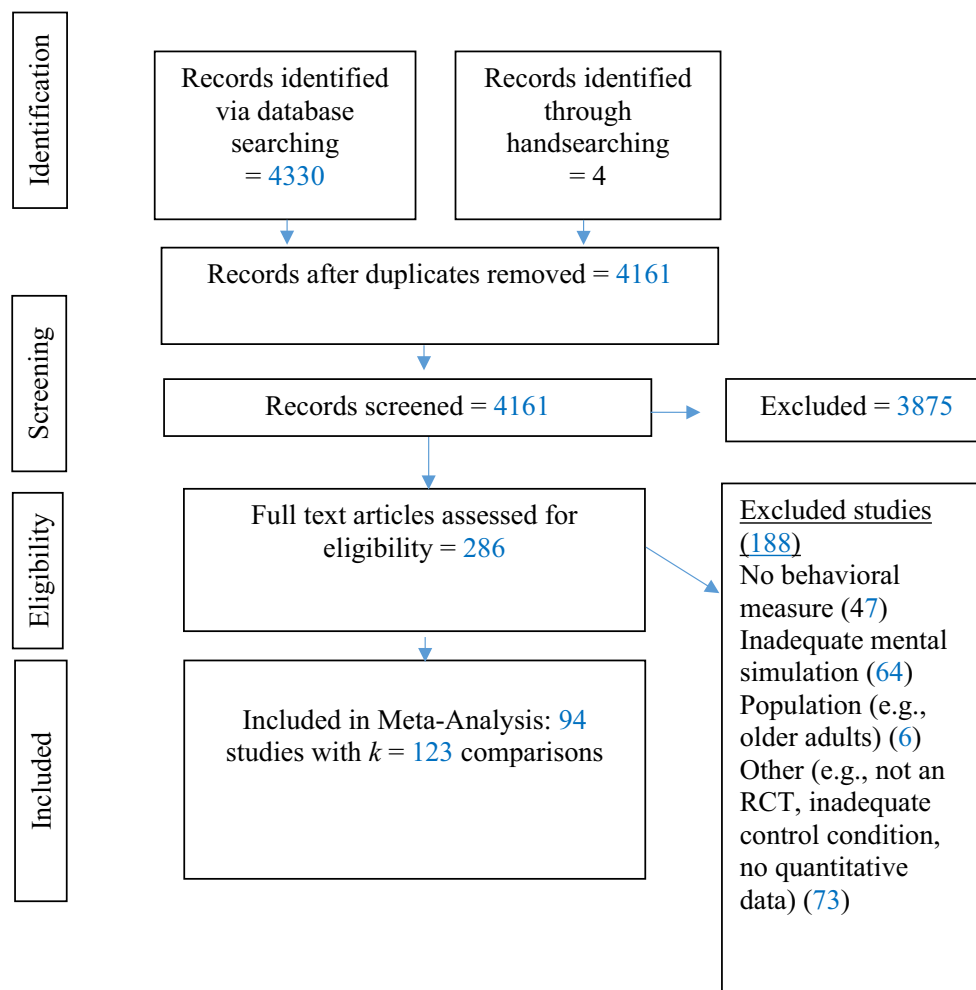 Identification
Records identified
via database
searching
= 4330
Records identified
through
handsearching
= 4
Records after duplicates removed = 4161
Screening
Records screened = 4161
Excluded = 3875
Eligibility
Full text articles assessed for
eligibility = 286
Excluded studies
(188)
No behavioral
measure (47)
Inadequate mental
simulation (64)
Population (e.g.,
older adults) (6)
Other (e.g., not an
RCT, inadequate
control condition,
no quantitative
data) (73)
Included
Included in Meta-Analysis: 94
studies with k = 123 comparisons